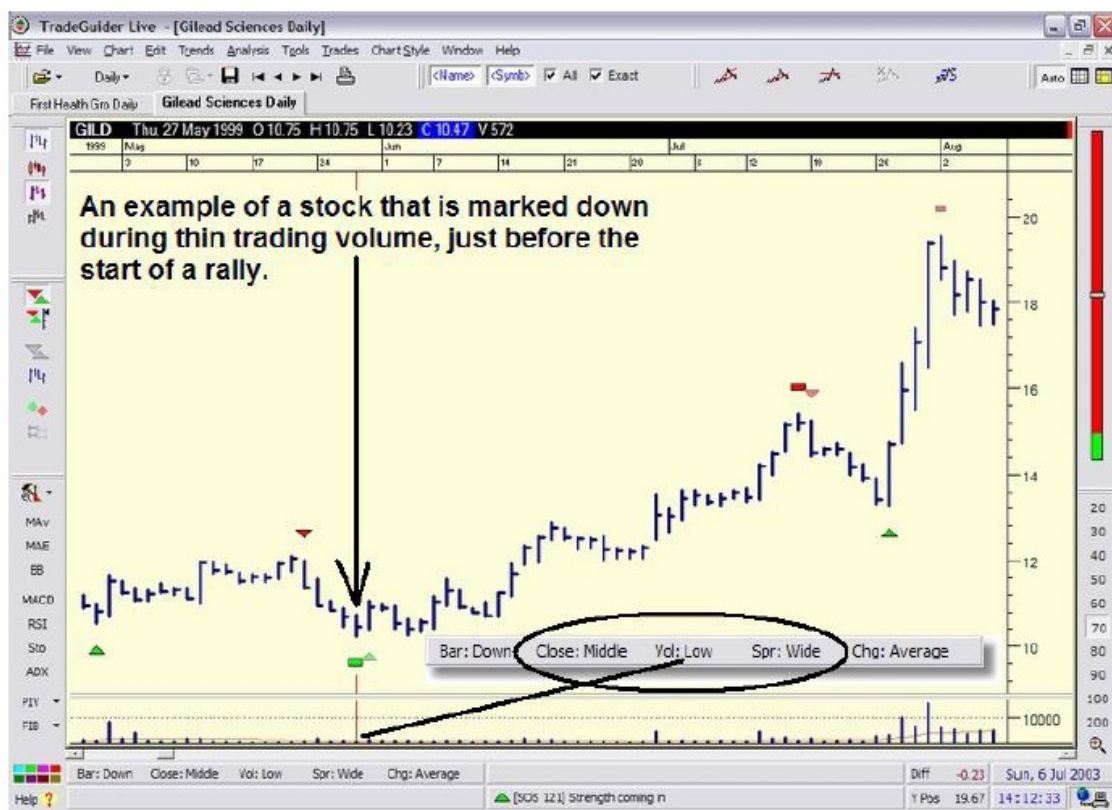 TradeGuider Live - [Gilead Sciences Daily]
File View Chart Edit Trends Analysis Tools Trades Chart Style Window Help
Daily <Name> <Symb> All Exact Auto
First Heath Gro Daily Gilead Sciences Daily
GILD Thu, 27 May 1999 O 10.75 H 10.75 L 10.23 C 10.47 V 572
1999 May Jun Jul Aug
3 10 17 24 1 7 14 21 28 6 12 19 26 2
An example of a stock that is marked down
during thin trading volume, just before the
start of a rally.
20
18
16
14
12
10
10000
Bar: Down Close: Middle Vol: Low Spr: Wide Chg: Average
MAv
MAE
BB
MACD
RSI
Sto
ADX
PIV
FIB
20
30
40
50
60
70
80
90
100
200
Bar: Down Close: Middle Vol: Low Spr: Wide Chg: Average Diff -0.23 Sun, 6 Jul 2003
Help ? [SOS 121] Strength coming in Y Pos 19.67 14:12:33